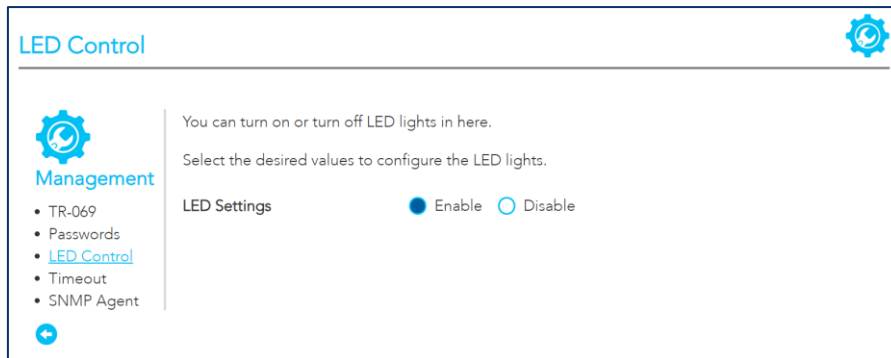 LED Control
Management
• TR-069
• Passwords
• LED Control
• Timeout
• SNMP Agent
You can turn on or turn off LED lights in here.
Select the desired values to configure the LED lights.
LED Settings Enable Disable